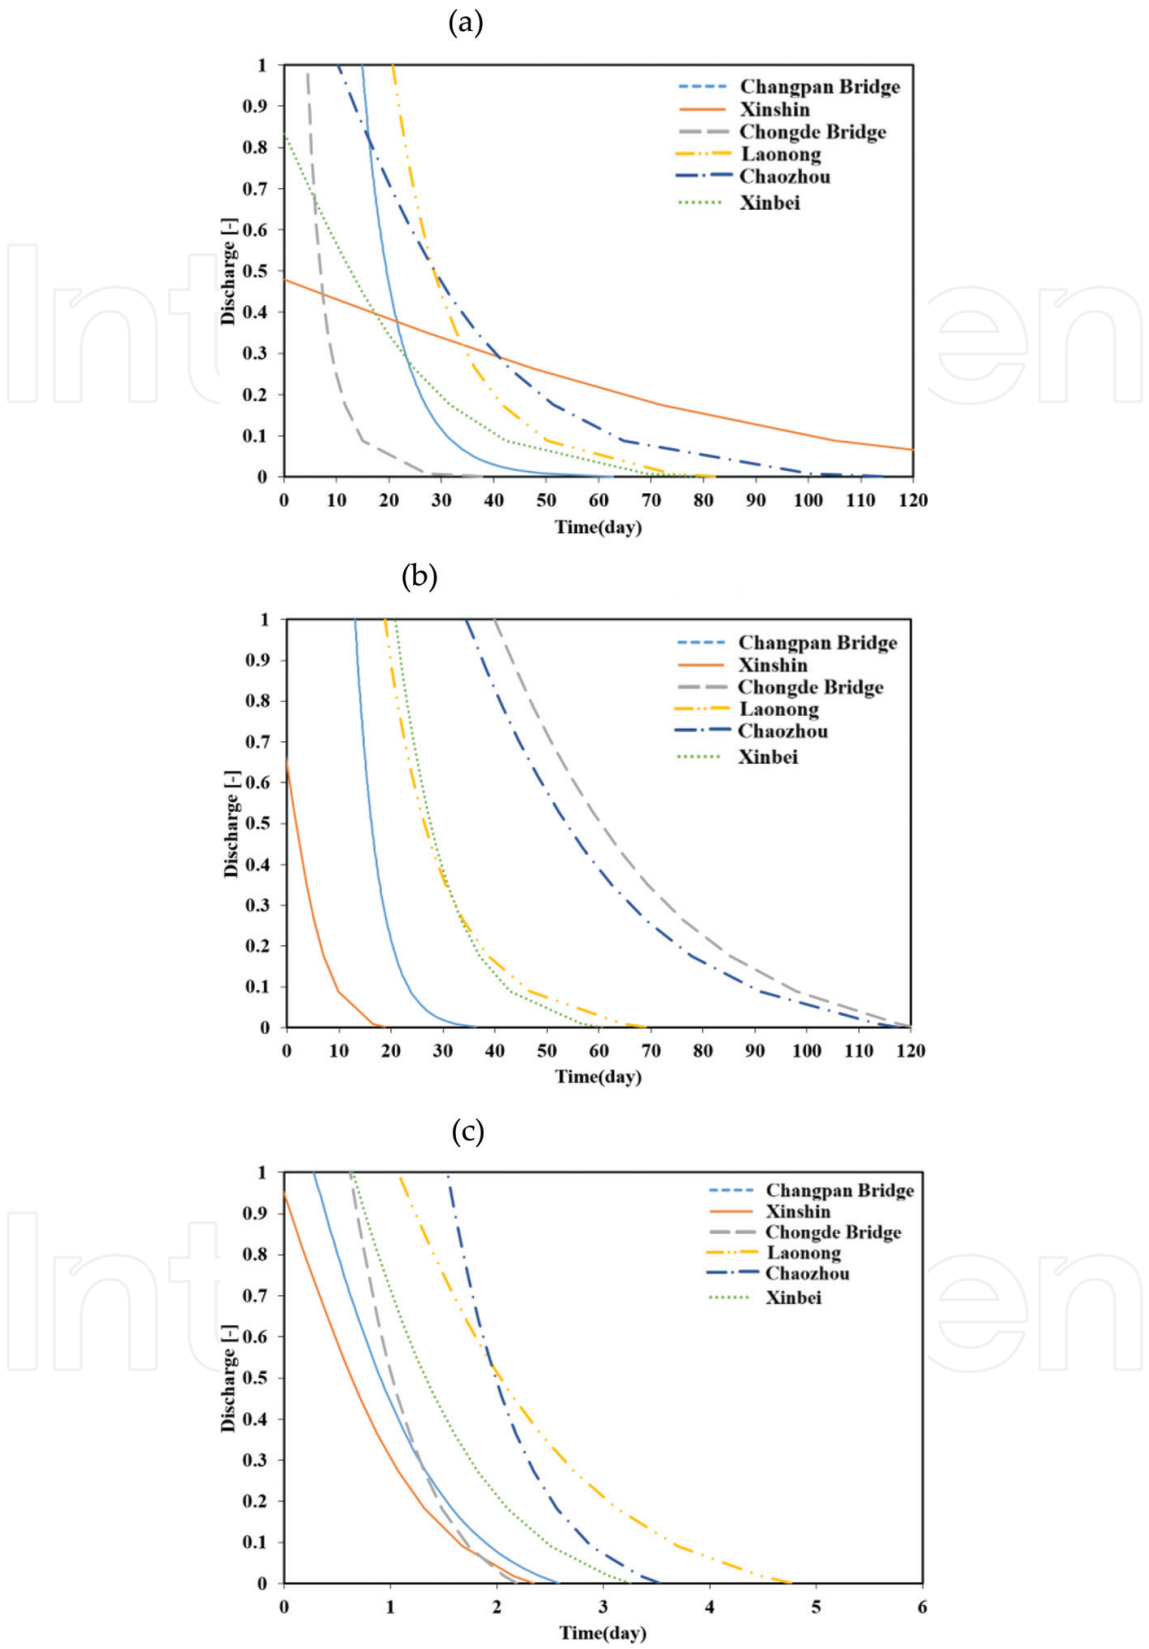 (a)
1
0.9
0.8
0.7
0.6
0.5
0.4
0.3
0.2
0.1
0
Discharge [-]
Changpan Bridge
Xinshin
Chongde Bridge
Laonong
Chaozhou
Xinbei
0 10 20 30 40 50 60 70 80 90 100 110 120
Time(day)
(b)
1
0.9
0.8
0.7
0.6
0.5
0.4
0.3
0.2
0.1
0
Discharge [-]
Changpan Bridge
Xinshin
Chongde Bridge
Laonong
Chaozhou
Xinbei
0 10 20 30 40 50 60 70 80 90 100 110 120
Time(day)
(c)
1
0.9
0.8
0.7
0.6
0.5
0.4
0.3
0.2
0.1
0
Discharge [-]
Changpan Bridge
Xinshin
Chongde Bridge
Laonong
Chaozhou
Xinbei
0 1 2 3 4 5 6
Time(day)